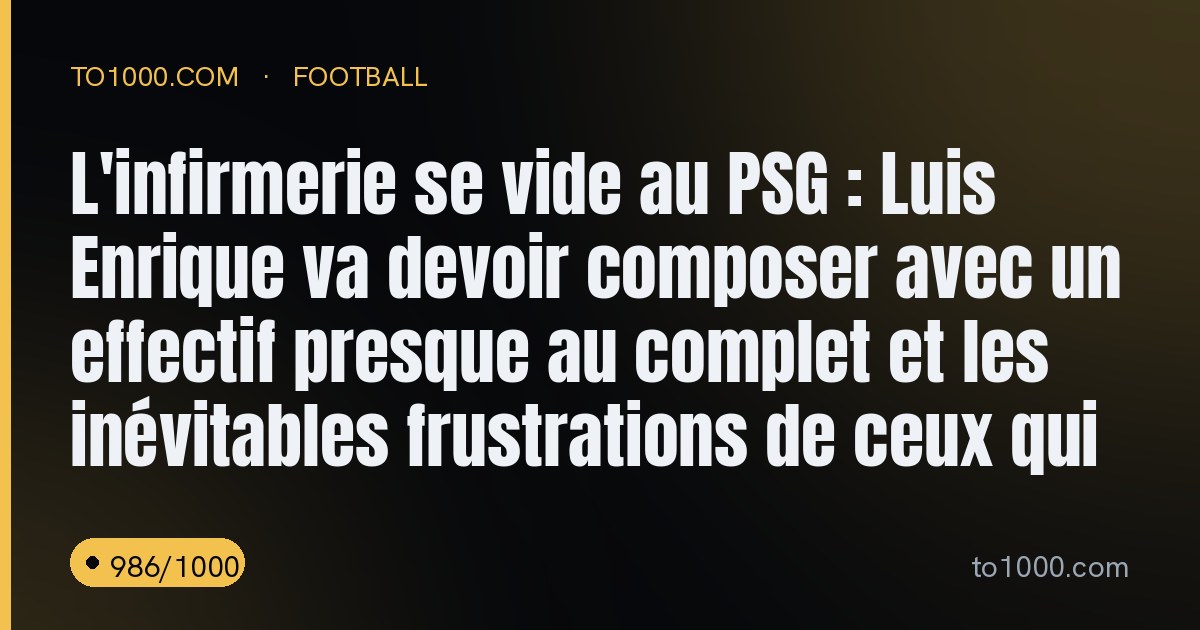 TO1000.COM · FOOTBALL
L'infirmerie se vide au PSG : Luis
Enrique va devoir composer avec un
effectif presque au complet et les
inévitables frustrations de ceux qui
986/1000
to1000.com